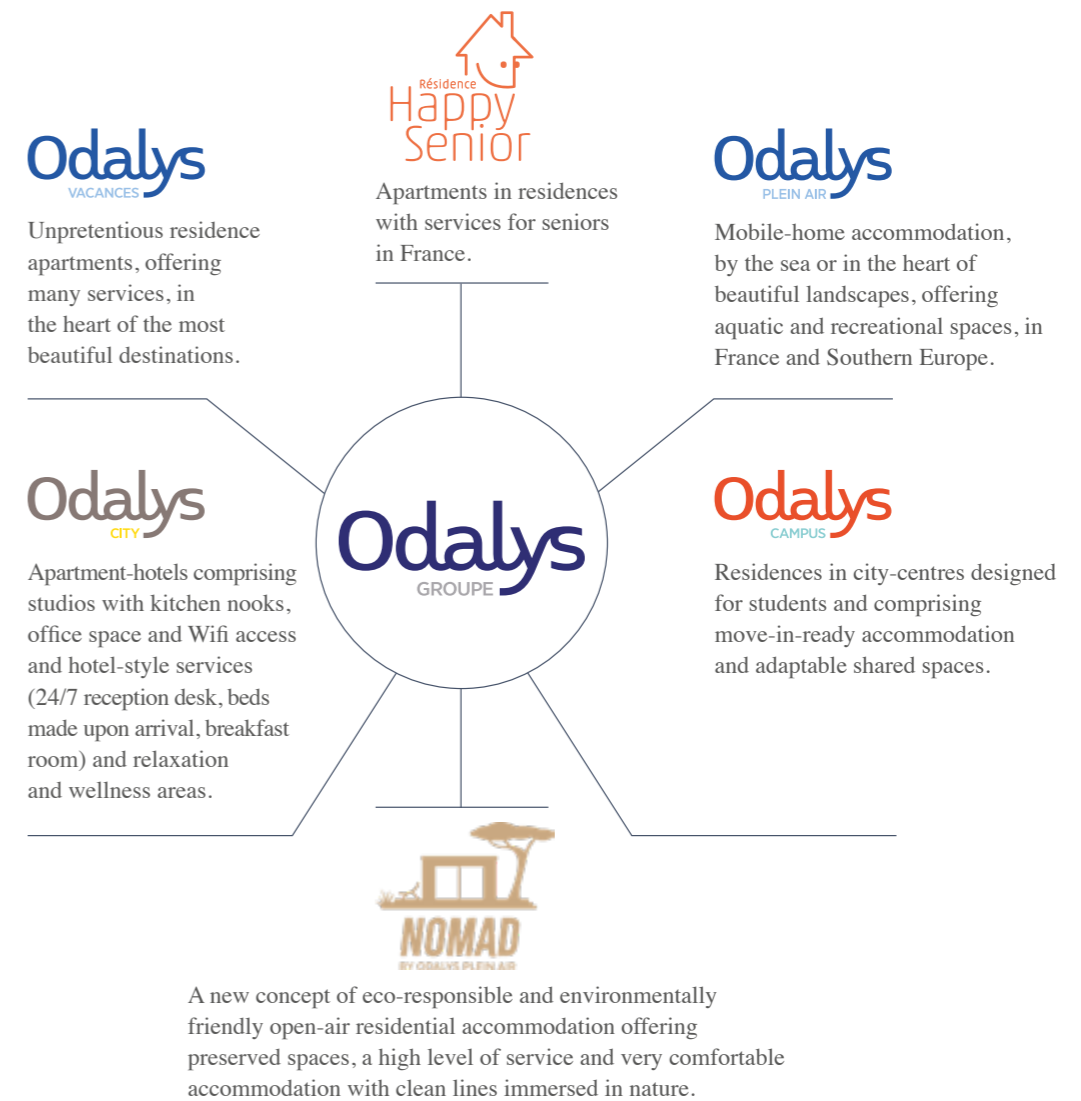 Résidence
Happy
Senior
Apartments in residences
with services for seniors
in France.
Odalys
VACANCES
Unpretentious residence
apartments, offering
many services, in
the heart of the most
beautiful destinations.
Odalys
PLEIN AIR
Mobile-home accommodation,
by the sea or in the heart of
beautiful landscapes, offering
aquatic and recreational spaces, in
France and Southern Europe.
Odalys
CITY
Apartment-hotels comprising
studios with kitchen nooks,
office space and Wifi access
and hotel-style services
(24/7 reception desk, beds
made upon arrival, breakfast
room) and relaxation
and wellness areas.
Odalys
GROUPE
Odalys
CAMPUS
Residences in city-centres designed
for students and comprising
move-in-ready accommodation
and adaptable shared spaces.
NOMAD
BY ODALYS PLEIN AIR
A new concept of eco-responsible and environmentally
friendly open-air residential accommodation offering
preserved spaces, a high level of service and very comfortable
accommodation with clean lines immersed in nature.